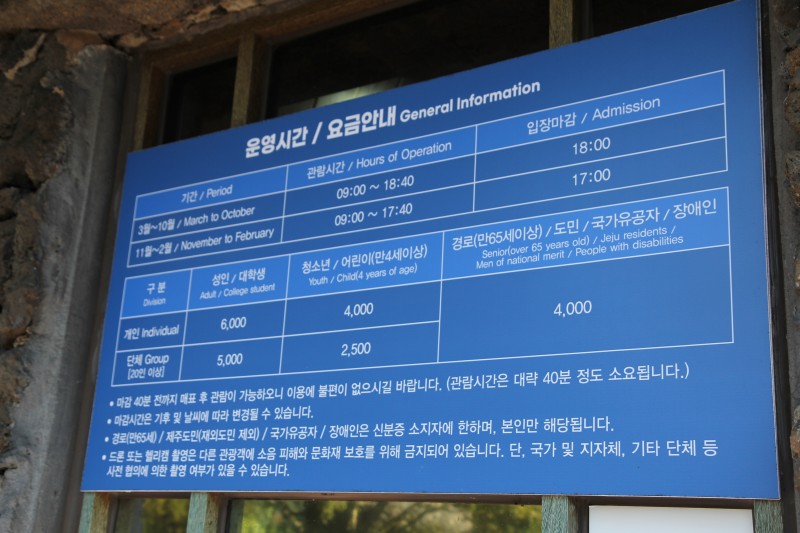 운영시간 / 요금안내 General Information
기간 / Period 관람시간 / Hours of Operation 입장마감 / Admission
3월~10월 / March to October 09:00 ~ 18:40 18:00
11월~2월 / November to February 09:00 ~ 17:40 17:00
구 분 성인 / 대학생 청소년 / 어린이(만4세이상) 경로(만65세이상) / 도민 / 국가유공자 / 장애인
Division Adult / College student Youth / Child(4 years of age) Senior(over 65 years old) / Jeju residents /
Men of national merit / People with disabilities
개인 Individual 6,000 4,000 4,000
단체 Group 5,000 2,500
[20인 이상]
• 마감 40분 전까지 매표 후 관람이 가능하오니 이용에 불편이 없으시길 바랍니다. (관람시간은 대략 40분 정도 소요됩니다.)
• 마감시간은 기후 및 날씨에 따라 변경될 수 있습니다.
• 경로(만65세) / 제주도민(재외도민 제외) / 국가유공자 / 장애인은 신분증 소지자에 한하며, 본인만 해당됩니다.
• 드론 또는 헬리캠 촬영은 다른 관광객에 소음 피해와 문화재 보호를 위해 금지되어 있습니다. 단, 국가 및 지자체, 기타 단체 등
사전 협의에 의한 촬영 여부가 있을 수 있습니다.